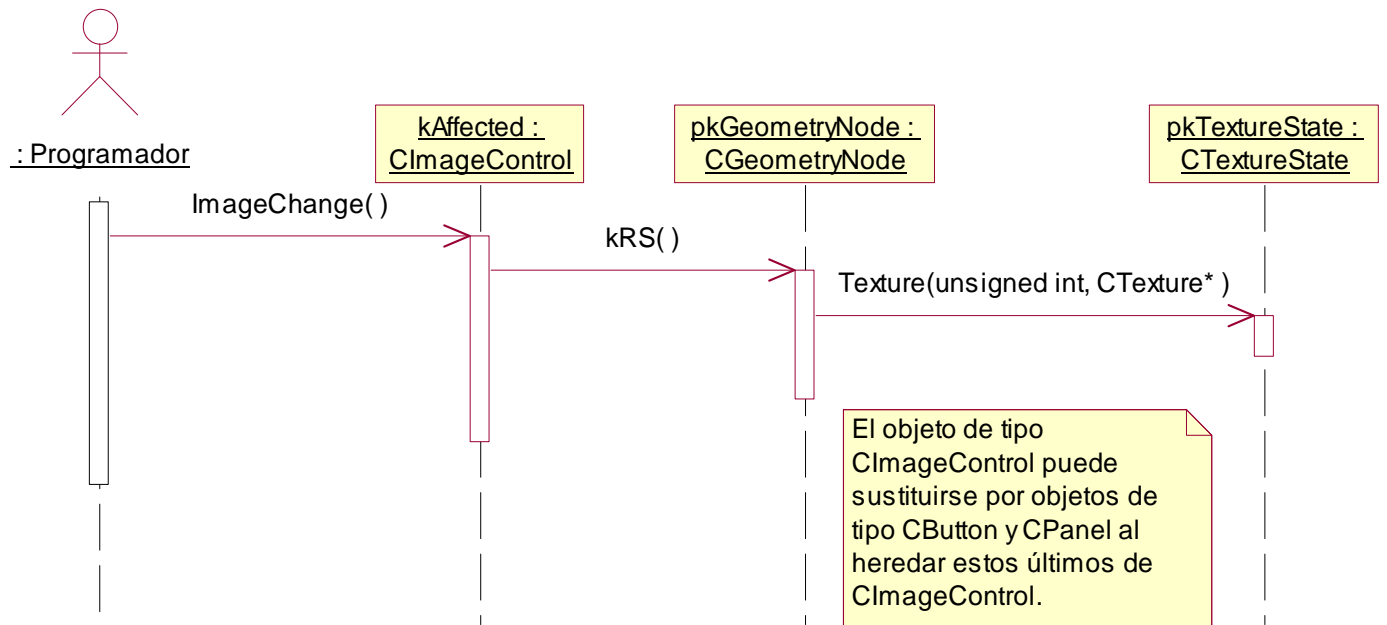 : Programador
kAffected :
CImageControl
pkGeometryNode :
CGeometryNode
pkTextureState :
CTextureState
ImageChange( )
kRS( )
Texture(unsigned int, CTexture* )
El objeto de tipo
CImageControl puede
sustituirse por objetos de
tipo CButton y CPanel al
heredar estos últimos de
CImageControl.